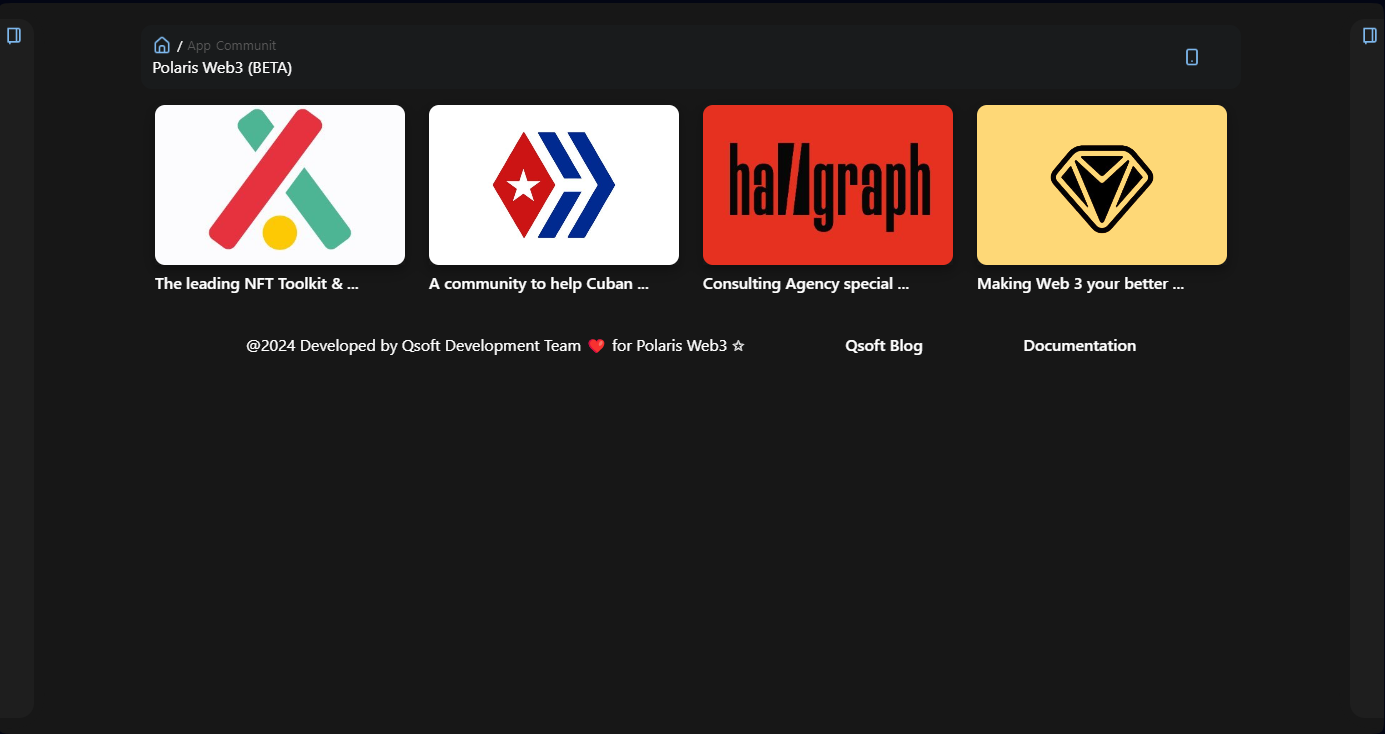 / App Communit
Polaris Web3 (BETA)
hallgraph
The leading NFT Toolkit & ...
A community to help Cuban ...
Consulting Agency special ...
Making Web 3 your better ...
@2024 Developed by Qsoft Development Team ❤️ for Polaris Web3 ☆
Qsoft Blog
Documentation